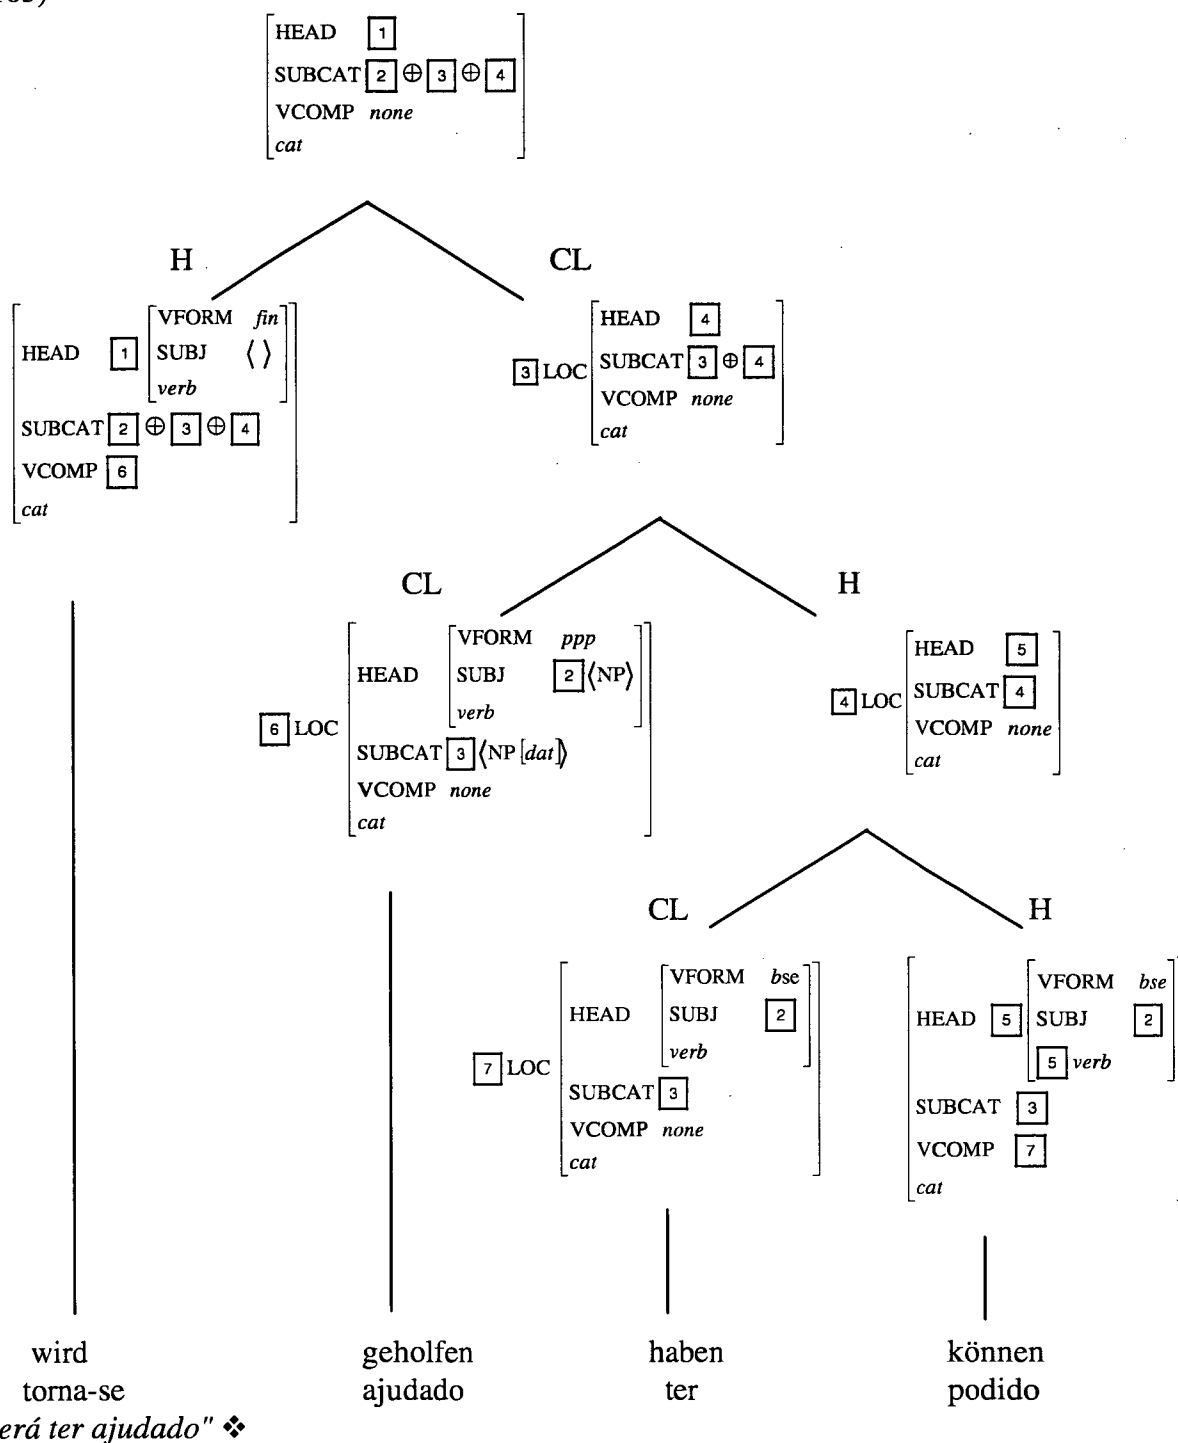 HEAD 1
SUBCAT 2 ⊕ 3 ⊕ 4
VCOMP none
cat
H
CL
VFORM fin
HEAD 1 SUBJ ⟨ ⟩
verb
SUBCAT 2 ⊕ 3 ⊕ 4
VCOMP 6
cat
HEAD 4
3 LOC SUBCAT 3 ⊕ 4
VCOMP none
cat
CL
H
VFORM ppp
HEAD SUBJ 2 ⟨NP⟩
verb
6 LOC
SUBCAT 3 ⟨NP [dat]⟩
VCOMP none
cat
HEAD 5
4 LOC SUBCAT 4
VCOMP none
cat
CL
H
VFORM bse
HEAD SUBJ 2
verb
7 LOC
SUBCAT 3
VCOMP none
cat
VFORM bse
HEAD 5 SUBJ 2
5 verb
SUBCAT 3
VCOMP 7
cat
wird geholfen haben können
torna-se ajudado ter podido
erá ter ajudado" ❖